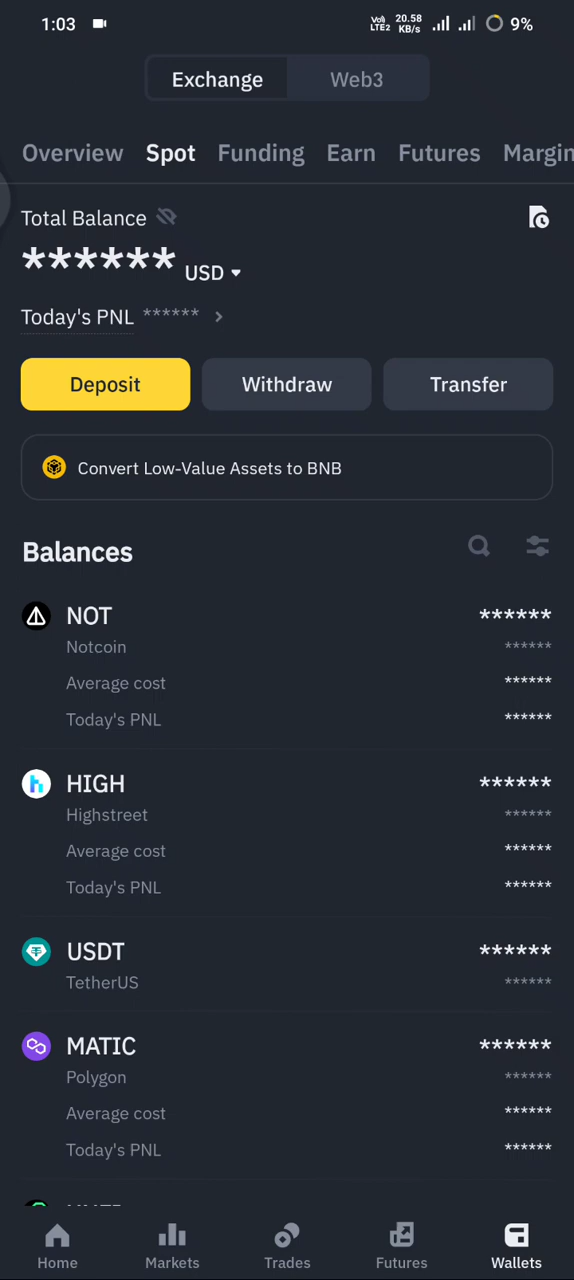 1:03 Vo) LTE2 20.58 KB/s 9%
Exchange Web3
Overview Spot Funding Earn Futures Margin
Total Balance
****** USD
Today's PNL ****** >
Deposit Withdraw Transfer
Convert Low-Value Assets to BNB
Balances
NOT ******
Notcoin ******
Average cost ******
Today's PNL ******
HIGH ******
Highstreet ******
Average cost ******
Today's PNL ******
USDT ******
TetherUS ******
MATIC ******
Polygon ******
Average cost ******
Today's PNL ******
Home Markets Trades Futures Wallets